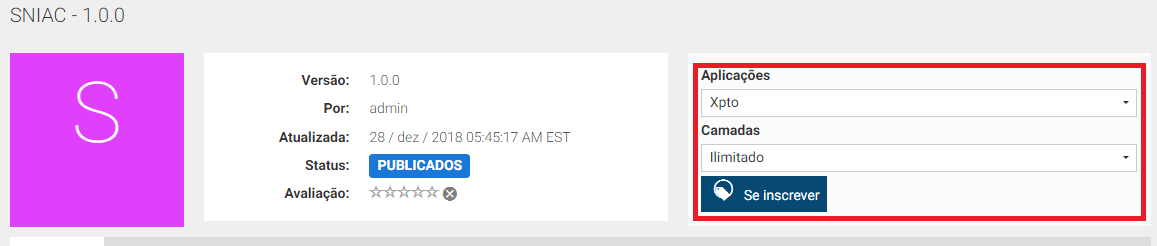 SNIAC - 1.0.0
S
Versão: 1.0.0
Por: admin
Atualizada: 28 / dez / 2018 05:45:17 AM EST
Status: PUBLICADOS
Avaliação:
Aplicações
Xpto
Camadas
Ilimitado
Se inscrever